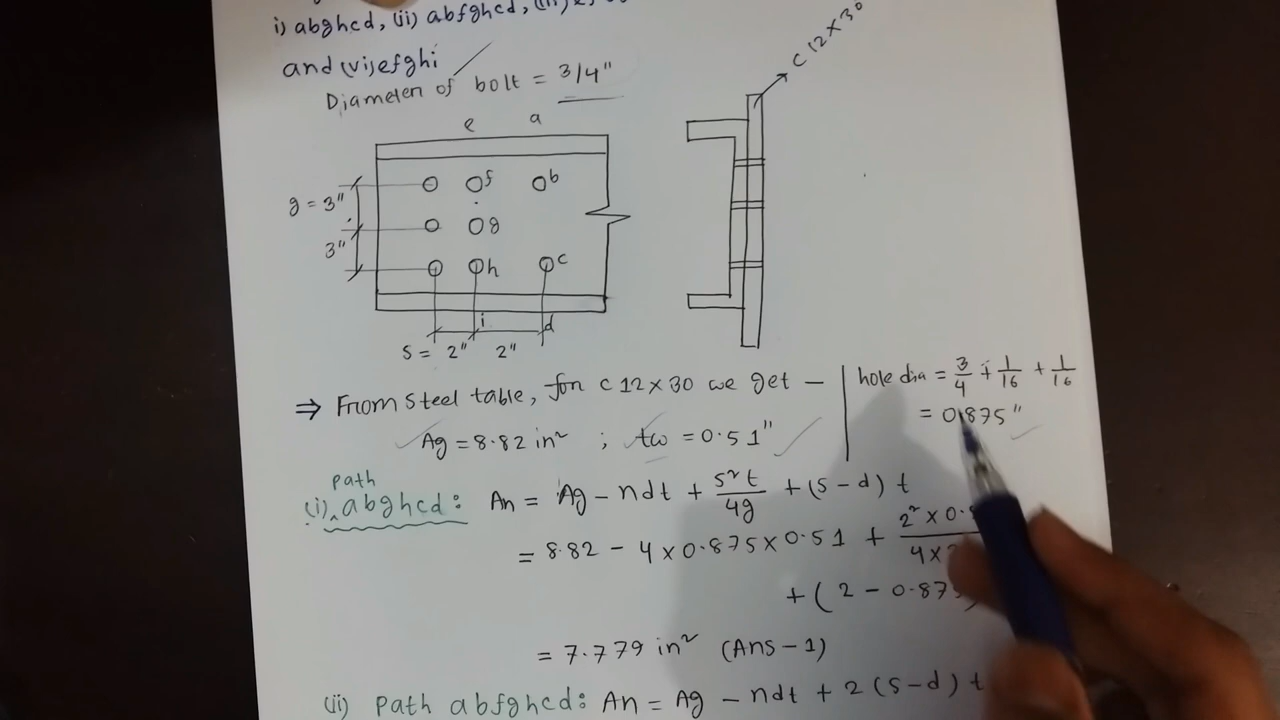 i) abghcd, (ii) abfghcd,
and (vi) efghi
Diameter of bolt = 3/4"
C 12 X 30
e a
f b
g = 3"
g
3"
h c
i d
S = 2" 2"
⇒ From steel table, for C 12 x 30 we get —
Ag = 8.82 in² ; tw = 0.51"
hole dia = 3/4 + 1/16 + 1/16
= 0.875"
path
(i) abghcd: An = Ag - ndt + s²t/4g + (s - d) t
= 8.82 - 4 x 0.875 x 0.51 +
+ ( 2 - 0.875
= 7.779 in² (Ans - 1)
(ii) Path abfghcd: An = Ag - ndt + 2 (s - d) t